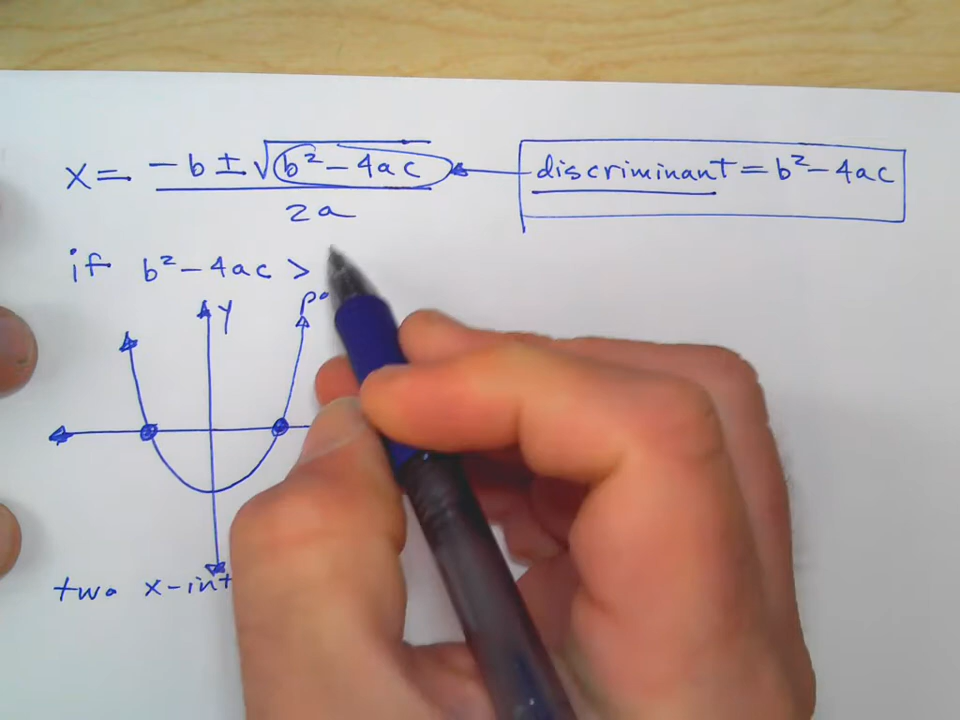 x = -b ± √b² - 4ac / 2a
discriminant = b² - 4ac
if b² - 4ac >
y
two x-int